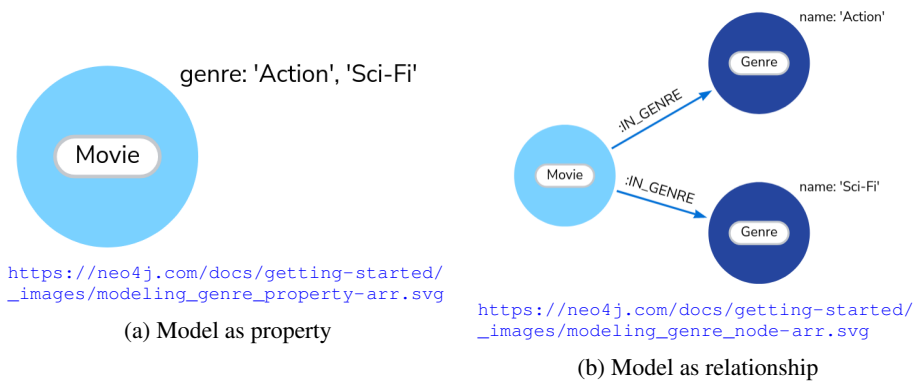 genre: 'Action', 'Sci-Fi'
Movie
https://neo4j.com/docs/getting-started/
_images/modeling_genre_property-arr.svg
(a) Model as property
name: 'Action'
Genre
:IN_GENRE
Movie
:IN_GENRE
name: 'Sci-Fi'
Genre
https://neo4j.com/docs/getting-started/
_images/modeling_genre_node-arr.svg
(b) Model as relationship